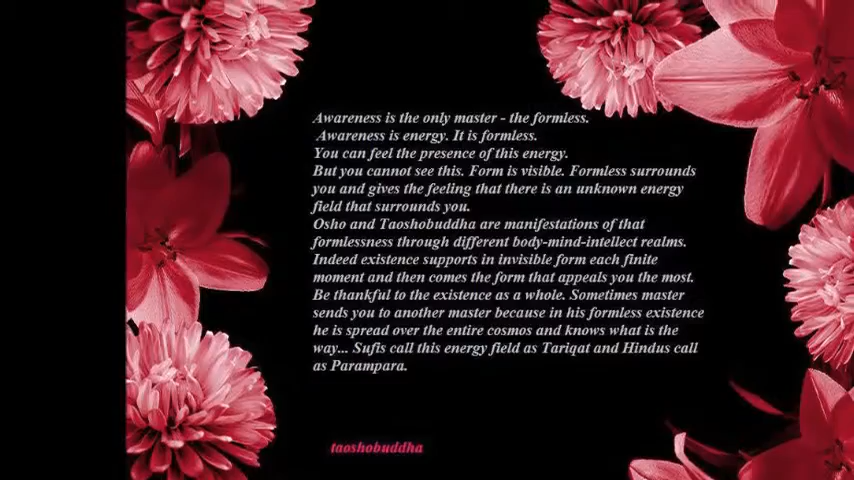 Awareness is the only master - the formless.
Awareness is energy. It is formless.
You can feel the presence of this energy.
But you cannot see this. Form is visible. Formless surrounds
you and gives the feeling that there is an unknown energy
field that surrounds you.
Osho and Taoshobuddha are manifestations of that
formlessness through different body-mind-intellect realms.
Indeed existence supports in invisible form each finite
moment and then comes the form that appeals you the most.
Be thankful to the existence as a whole. Sometimes master
sends you to another master because in his formless existence
he is spread over the entire cosmos and knows what is the
way... Sufis call this energy field as Tariqat and Hindus call
as Parampara.
taoshobuddha